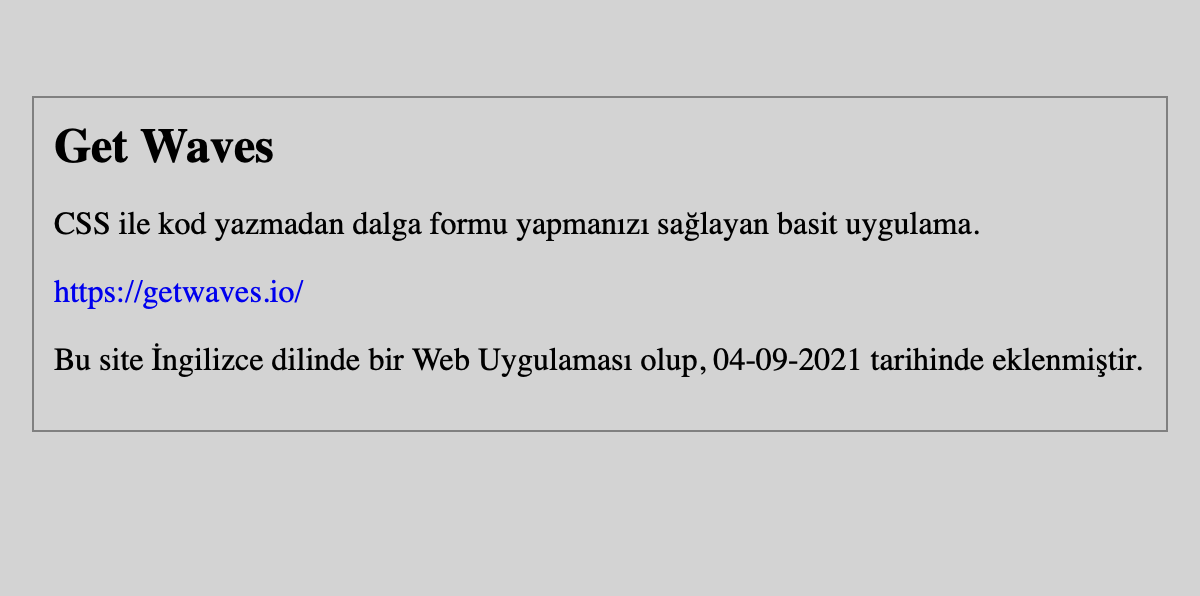 Get Waves
CSS ile kod yazmadan dalga formu yapmanızı sağlayan basit uygulama.
https://getwaves.io/
Bu site İngilizce dilinde bir Web Uygulaması olup, 04-09-2021 tarihinde eklenmiştir.